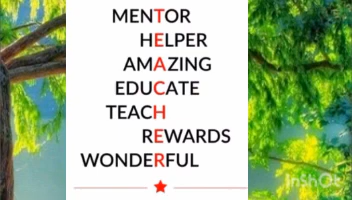 MENTOR
HELPER
AMAZING
EDUCATE
TEACH
REWARDS
WONDERFUL
InShOt